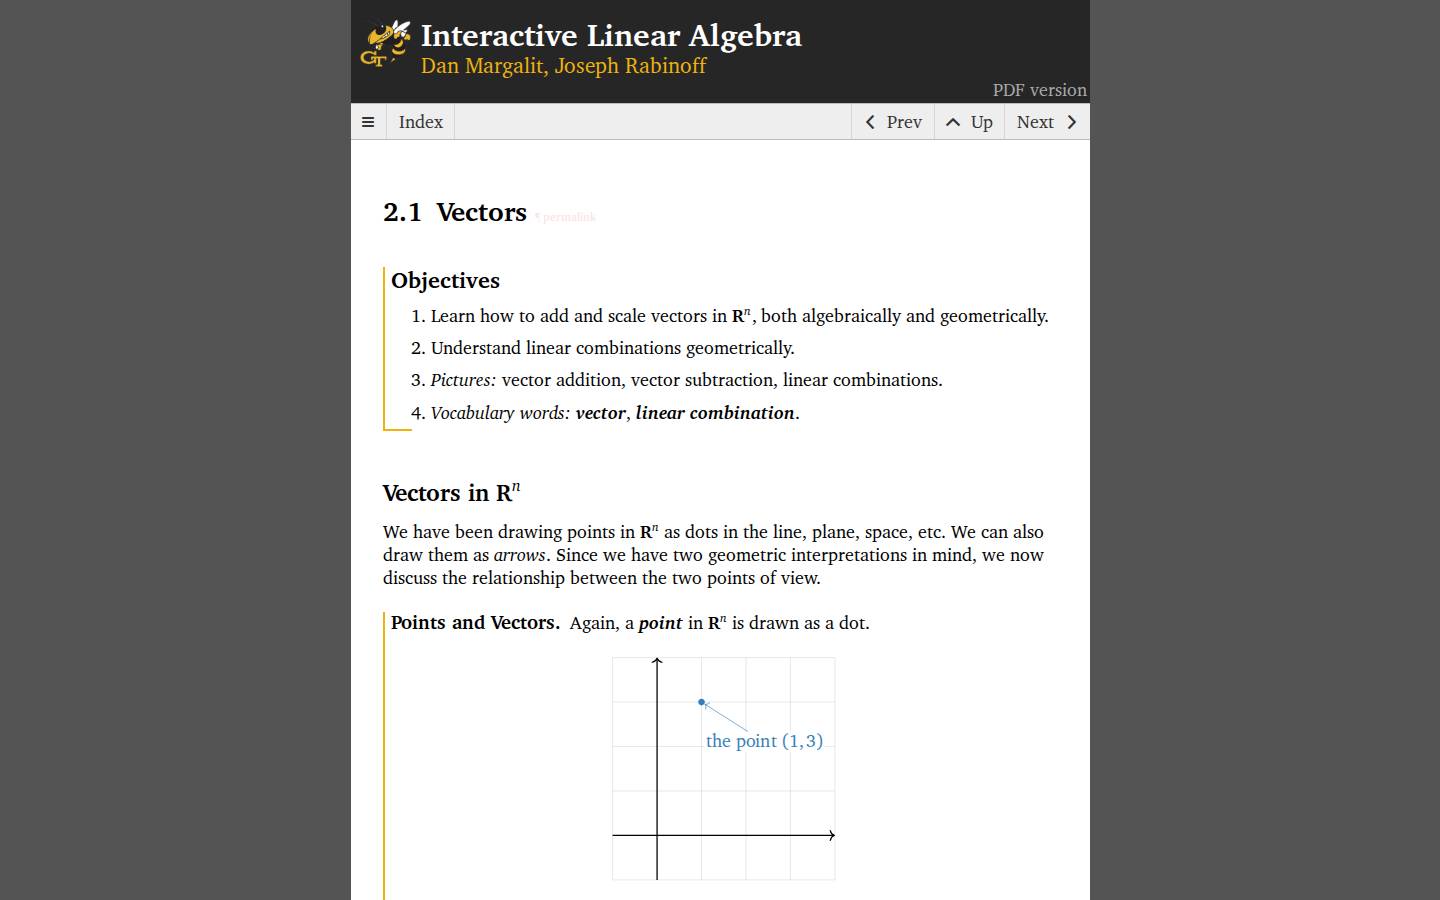 Interactive Linear Algebra
Dan Margalit, Joseph Rabinoff
GT
PDF version
≡ Index Prev Up Next
2.1 Vectors ¶ permalink
Objectives
1. Learn how to add and scale vectors in Rⁿ, both algebraically and geometrically.
2. Understand linear combinations geometrically.
3. Pictures: vector addition, vector subtraction, linear combinations.
4. Vocabulary words: vector, linear combination.
Vectors in Rⁿ
We have been drawing points in Rⁿ as dots in the line, plane, space, etc. We can also
draw them as arrows. Since we have two geometric interpretations in mind, we now
discuss the relationship between the two points of view.
Points and Vectors. Again, a point in Rⁿ is drawn as a dot.
the point (1,3)